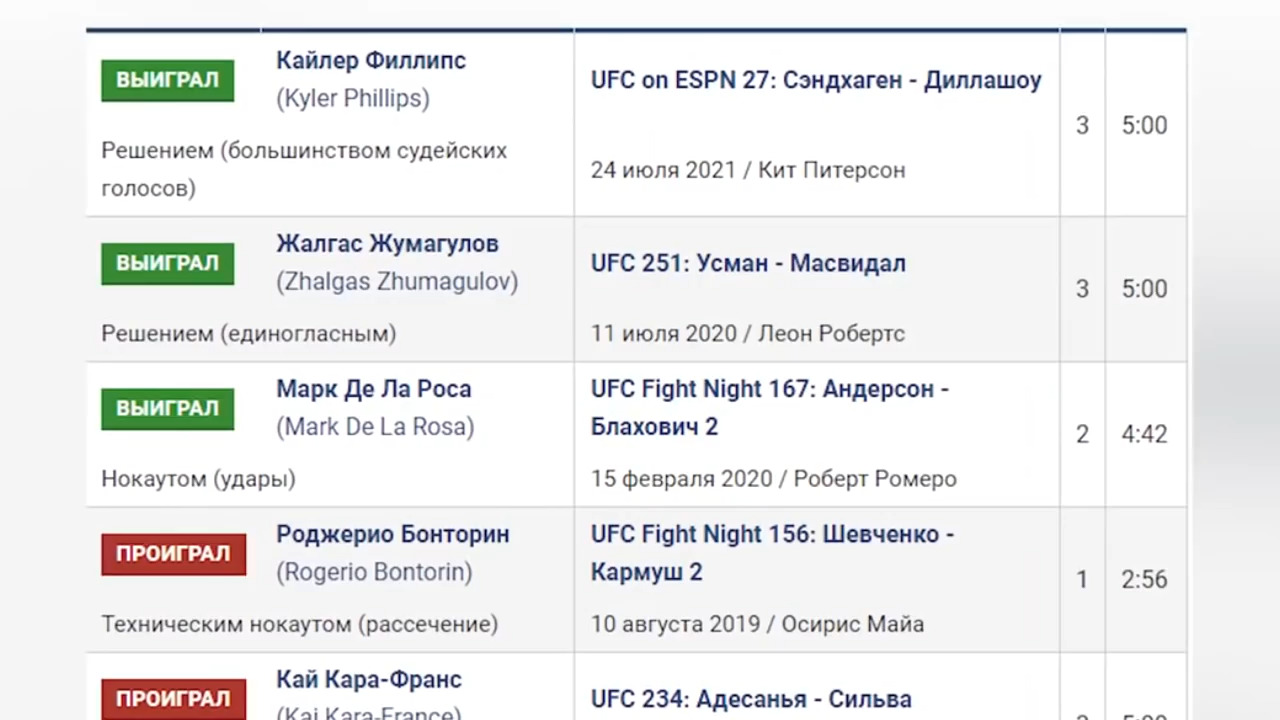 ВЫИГРАЛ
Кайлер Филлипс
(Kyler Phillips)
Решением (большинством судейских
голосов)
UFC on ESPN 27: Сэндхаген - Диллашоу
24 июля 2021 / Кит Питерсон
3
5:00
ВЫИГРАЛ
Жалгас Жумагулов
(Zhalgas Zhumagulov)
Решением (единогласным)
UFC 251: Усман - Масвидал
11 июля 2020 / Леон Робертс
3
5:00
ВЫИГРАЛ
Марк Де Ла Роса
(Mark De La Rosa)
Нокаутом (удары)
UFC Fight Night 167: Андерсон -
Блахович 2
15 февраля 2020 / Роберт Ромеро
2
4:42
ПРОИГРАЛ
Роджерио Бонторин
(Rogerio Bontorin)
Техническим нокаутом (рассечение)
UFC Fight Night 156: Шевченко -
Кармуш 2
10 августа 2019 / Осирис Майа
1
2:56
ПРОИГРАЛ
Кай Кара-Франс
(Kai Kara-France)
UFC 234: Адесанья - Сильва